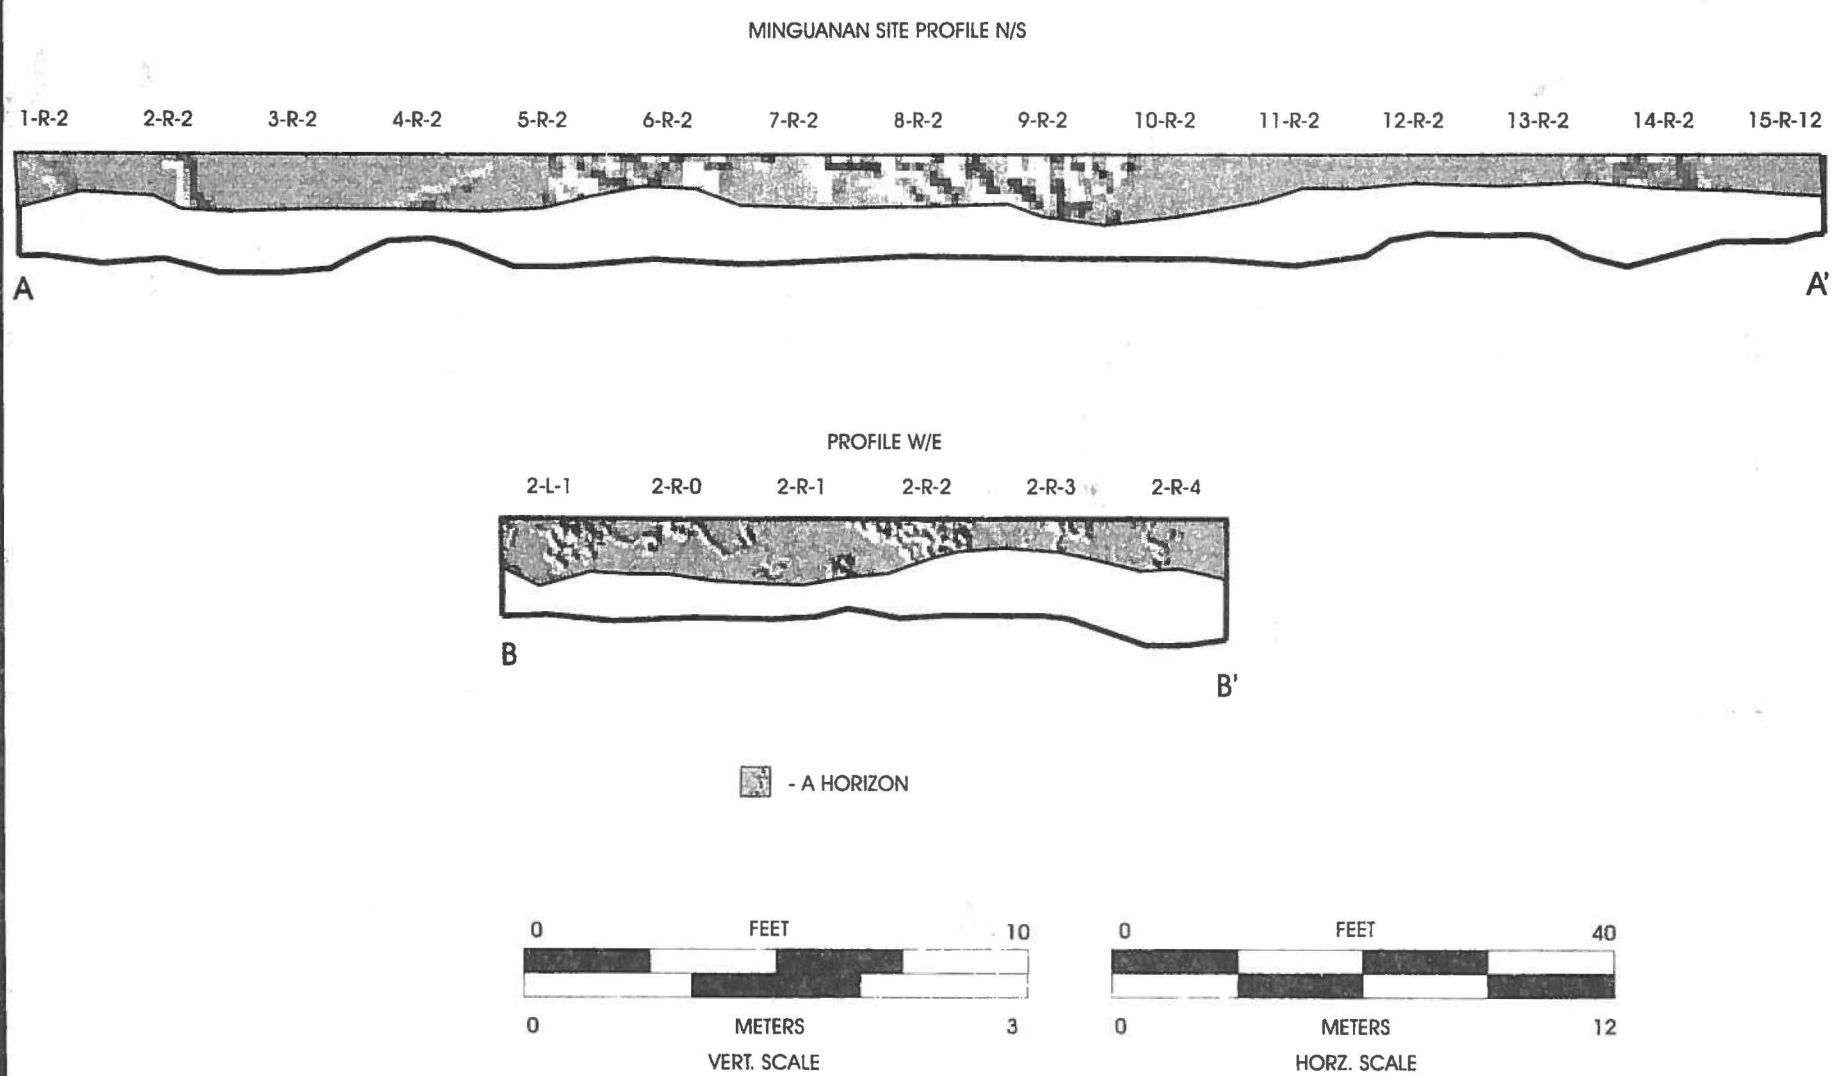 MINGUANAN SITE PROFILE N/S
1-R-2 2-R-2 3-R-2 4-R-2 5-R-2 6-R-2 7-R-2 8-R-2 9-R-2 10-R-2 11-R-2 12-R-2 13-R-2 14-R-2 15-R-12
A A'
PROFILE W/E
2-L-1 2-R-0 2-R-1 2-R-2 2-R-3 2-R-4
B
B'
- A HORIZON
0 FEET 10 0 FEET 40
0 METERS 3 0 METERS 12
VERT. SCALE HORZ. SCALE